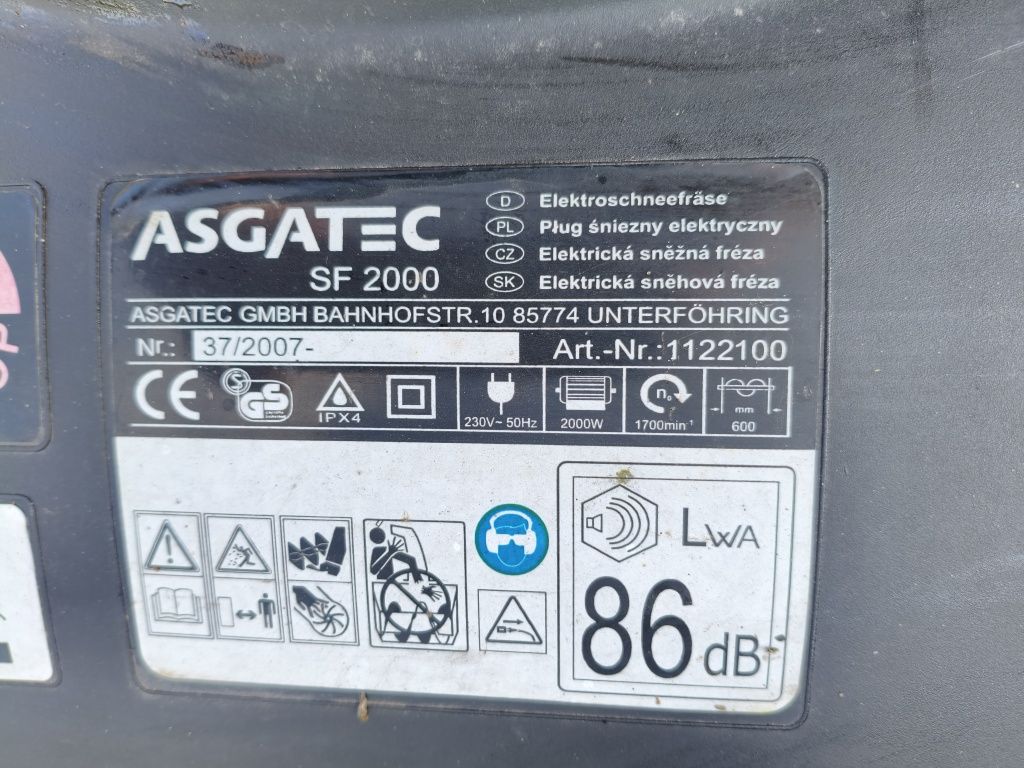 ASGATEC
SF 2000
D Elektroschneefräse
PL Pług śniezny elektryczny
CZ Elektrická sněžná fréza
SK Elektrická sněhová fréza
ASGATEC GMBH BAHNHOFSTR.10 85774 UNTERFÖHRING
Nr.: 37/2007- Art.-Nr.:1122100
CE GS IPX4 230V~ 50Hz 2000W n₀ 1700min⁻¹ mm 600
LWA
86 dB